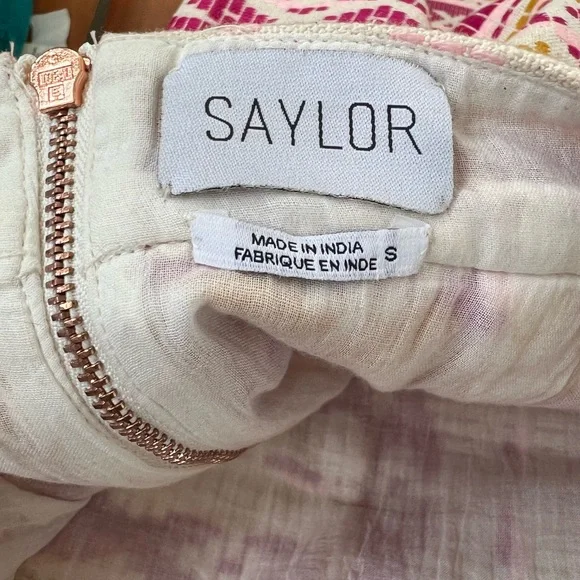 SAYLOR
MADE IN INDIA
FABRIQUE EN INDE S